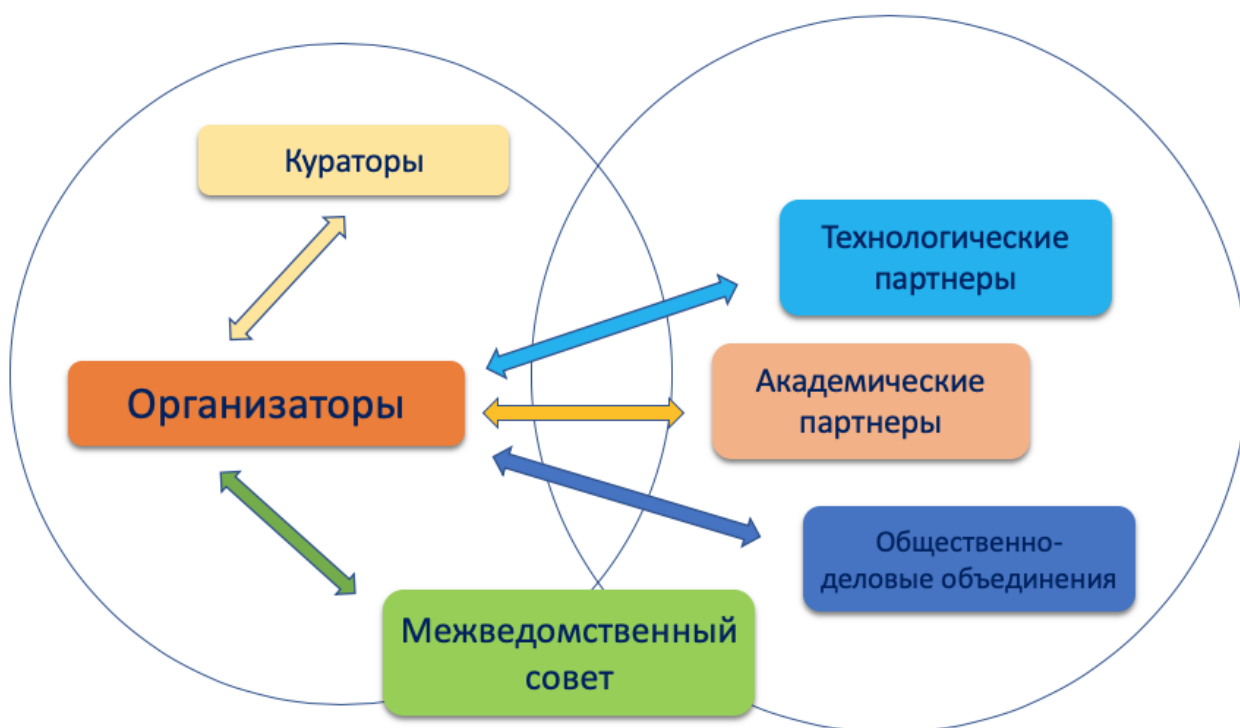 Кураторы
Технологические
партнеры
Организаторы
Академические
партнеры
Общественно-
деловые объединения
Межведомственный
совет